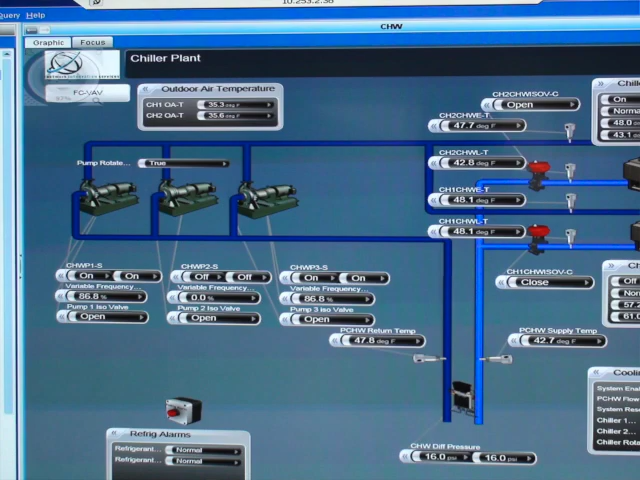 10.253.2.38
Query Help
CHW
Graphic Focus
Chiller Plant
FC-VAV
Outdoor Air Temperature
CH1 OA-T 35.3 deg F
CH2 OA-T 35.6 deg F
CH2CHWISOV-C
Open
Chill
On
Norma
48.0
43.1
CH2CHWE-T
47.7 deg F
CH2CHWL-T
42.8 deg F
Pump Rotate... True
CH1CHWE-T
48.1 deg F
CH1CHWL-T
48.1 deg F
CHWP1-S
On On
Variable Frequency...
86.8 %
Pump 1 Iso Valve
Open
CHWP2-S
Off Off
Variable Frequency...
0.0 %
Pump 2 Iso Valve
Open
CHWP3-S
On On
Variable Frequency...
86.8 %
Pump 3 iso Valve
Open
CH1CHWISOV-C
Close
Ch
Off
Norm
57.2
61.0
PCHW Return Temp
47.8 deg F
PCHW Supply Temp
42.7 deg F
Coolin
System Enab
PCHW Flow
System Rese
Chiller 1...
Chiller 2...
Chiller Rota
Refrig Alarms
Refrigerant... Normal
Refrigerant... Normal
CHW Diff Pressure
16.0 psi 16.0 psi